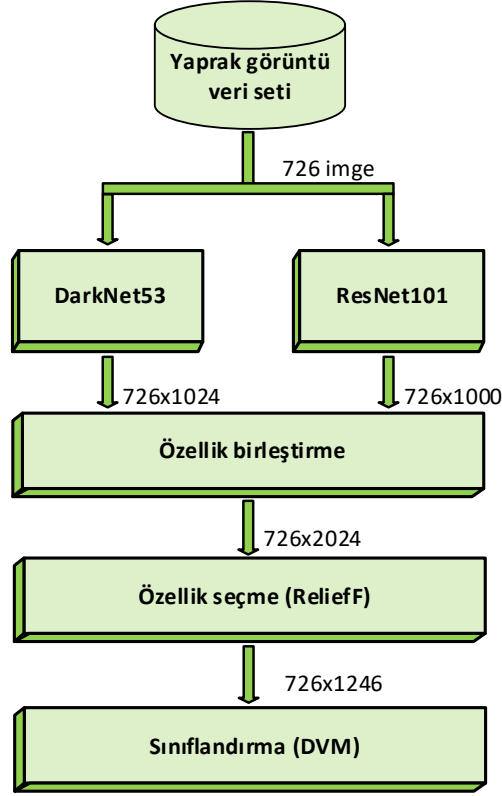 Yaprak görüntü
veri seti
726 imge
DarkNet53
ResNet101
726x1024
726x1000
Özellik birleştirme
726x2024
Özellik seçme (ReliefF)
726x1246
Sınıflandırma (DVM)